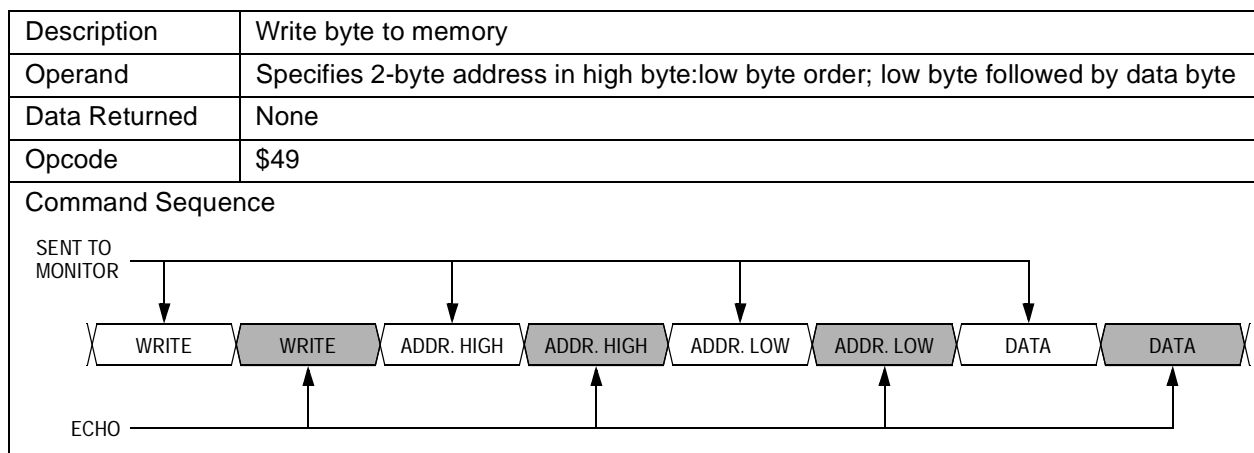 Description Write byte to memory
Operand Specifies 2-byte address in high byte:low byte order; low byte followed by data byte
Data Returned None
Opcode $49
Command Sequence
SENT TO
MONITOR
WRITE WRITE ADDR. HIGH ADDR. HIGH ADDR. LOW ADDR. LOW DATA DATA
ECHO